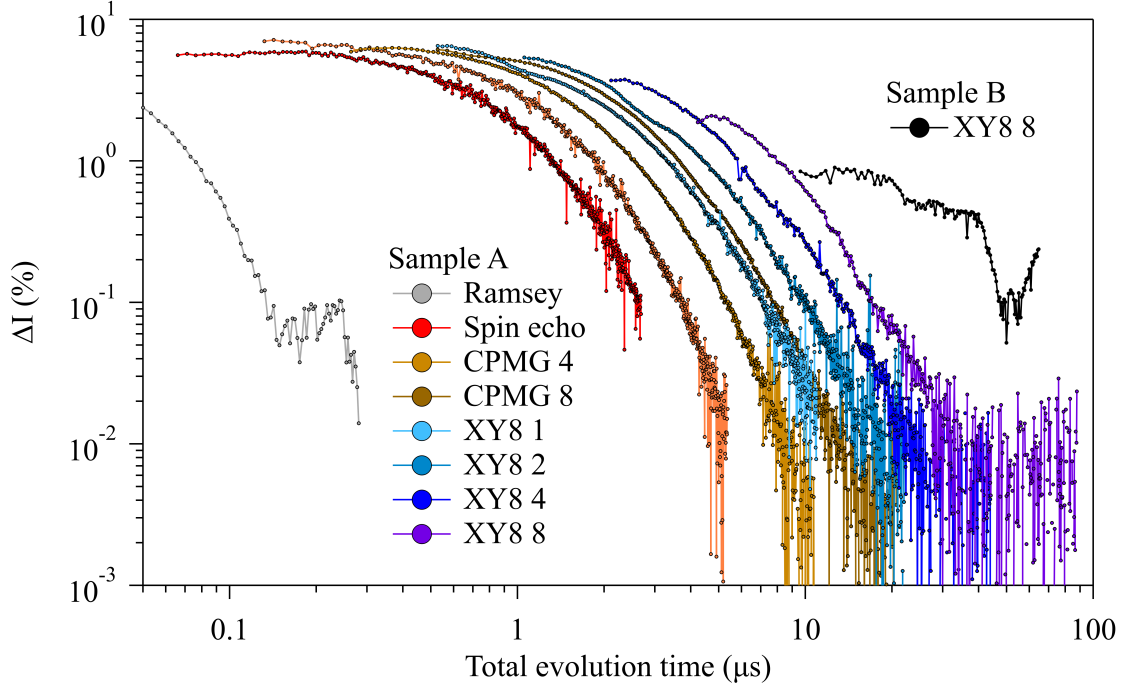 10^1
10^0
10^-1
10^-2
10^-3
ΔI (%)
Sample B
XY8 8
Sample A
Ramsey
Spin echo
CPMG 4
CPMG 8
XY8 1
XY8 2
XY8 4
XY8 8
0.1 1 10 100
Total evolution time (μs)